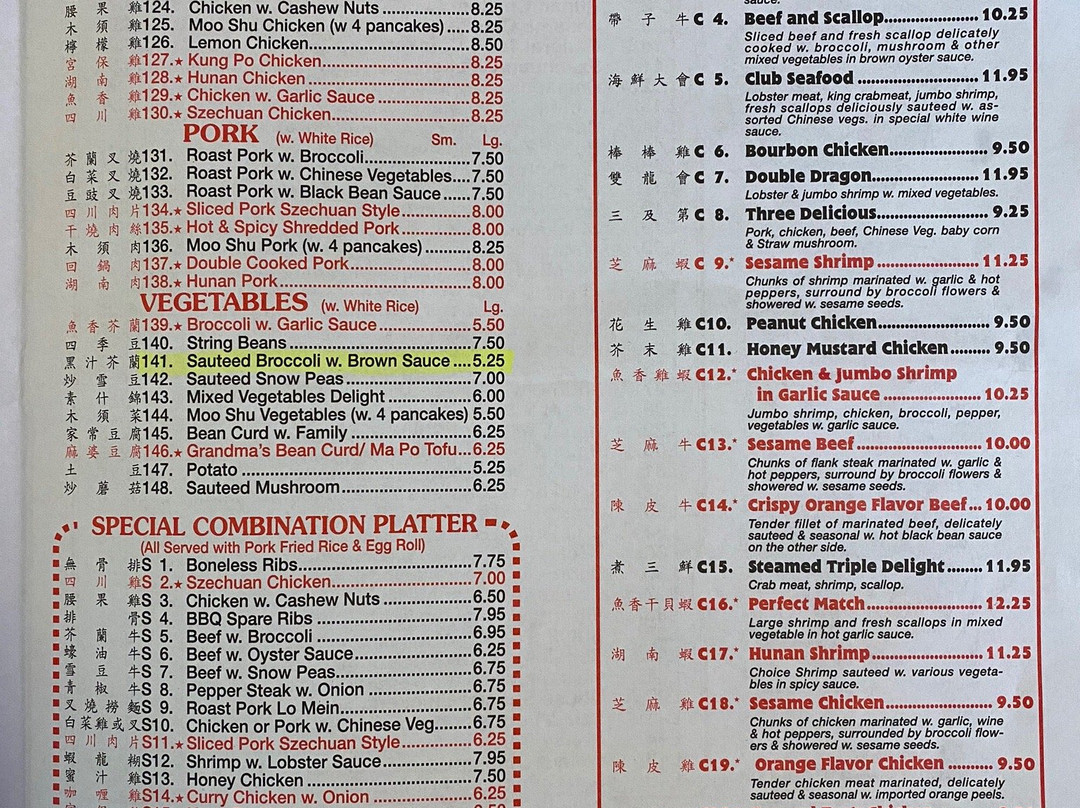 腰 果 雞124. Chicken w. Cashew Nuts 8.25
木 須 雞125. Moo Shu Chicken (w 4 pancakes) 8.25
檸 檬 雞126. Lemon Chicken 8.50
宮 保 雞127.★ Kung Po Chicken 8.25
湖 南 雞128.★ Hunan Chicken 8.25
魚 香 雞129.★ Chicken w. Garlic Sauce 8.25
四 川 雞130.★ Szechuan Chicken 8.25
PORK (w. White Rice) Sm. Lg.
芥 蘭 叉 燒131. Roast Pork w. Broccoli 7.50
白 菜 叉 燒132. Roast Pork w. Chinese Vegetables 7.50
豆 豉 叉 燒133. Roast Pork w. Black Bean Sauce 7.50
四 川 肉 片134.★ Sliced Pork Szechuan Style 8.00
干 燒 肉 絲135.★ Hot & Spicy Shredded Pork 8.00
木 須 肉136. Moo Shu Pork (w. 4 pancakes) 8.25
回 鍋 肉137.★ Double Cooked Pork 8.00
湖 南 肉138.★ Hunan Pork 8.00
VEGETABLES (w. White Rice) Lg.
魚 香 芥 蘭139.★ Broccoli w. Garlic Sauce 5.50
四 季 豆140. String Beans 7.50
黑 汁 芥 蘭141. Sauteed Broccoli w. Brown Sauce 5.25
炒 雪 豆142. Sauteed Snow Peas 7.00
素 什 錦143. Mixed Vegetables Delight 6.00
木 須 菜144. Moo Shu Vegetables (w. 4 pancakes) 5.50
家 常 豆 腐145. Bean Curd w. Family 6.25
麻 婆 豆 腐146.★ Grandma's Bean Curd/ Ma Po Tofu 6.25
土 豆147. Potato 5.25
炒 蘑 菇148. Sauteed Mushroom 6.25
SPECIAL COMBINATION PLATTER
(All Served with Pork Fried Rice & Egg Roll)
無 骨 排S 1. Boneless Ribs 7.75
四 川 雞S 2.★ Szechuan Chicken 7.00
腰 果 雞S 3. Chicken w. Cashew Nuts 6.50
排 骨S 4. BBQ Spare Ribs 7.95
芥 蘭 牛S 5. Beef w. Broccoli 6.95
蠔 油 牛S 6. Beef w. Oyster Sauce 6.25
雪 豆 牛S 7. Beef w. Snow Peas 6.75
青 椒 牛S 8. Pepper Steak w. Onion 6.75
叉 燒 撈 麵S 9. Roast Pork Lo Mein 6.75
白菜雞或叉S10. Chicken or Pork w. Chinese Veg. 6.75
四 川 肉 片S11.★ Sliced Pork Szechuan Style 6.25
蝦 龍 糊S12. Shrimp w. Lobster Sauce 7.95
蜜 汁 雞S13. Honey Chicken 7.50
咖 喱 雞S14.★ Curry Chicken w. Onion 6.25
sauce.
帶 子 牛 C 4. Beef and Scallop 10.25
Sliced beef and fresh scallop delicately
cooked w. broccoli, mushroom & other
mixed vegetables in brown oyster sauce.
海 鮮 大 會 C 5. Club Seafood 11.95
Lobster meat, king crabmeat, jumbo shrimp,
fresh scallops deliciously sauteed w. as-
sorted Chinese vegs. in special white wine
sauce.
棒 棒 雞 C 6. Bourbon Chicken 9.50
雙 龍 會 C 7. Double Dragon 11.95
Lobster & jumbo shrimp w. mixed vegetables.
三 及 第 C 8. Three Delicious 9.25
Pork, chicken, beef, Chinese Veg. baby corn
& Straw mushroom.
芝 麻 蝦 C 9.* Sesame Shrimp 11.25
Chunks of shrimp marinated w. garlic & hot
peppers, surround by broccoli flowers &
showered w. sesame seeds.
花 生 雞 C10. Peanut Chicken 9.50
芥 末 雞 C11. Honey Mustard Chicken 9.50
魚 香 雞 蝦 C12.* Chicken & Jumbo Shrimp
in Garlic Sauce 10.25
Jumbo shrimp, chicken, broccoli, pepper,
vegetables w. garlic sauce.
芝 麻 牛 C13.* Sesame Beef 10.00
Chunks of flank steak marinated w. garlic &
hot peppers, surround by broccoli flowers &
showered w. sesame seeds.
陳 皮 牛 C14.* Crispy Orange Flavor Beef 10.00
Tender fillet of marinated beef, delicately
sauteed & seasonal w. hot black bean sauce
on the other side.
煮 三 鮮 C15. Steamed Triple Delight 11.95
Crab meat, shrimp, scallop.
魚香干貝蝦 C16.* Perfect Match 12.25
Large shrimp and fresh scallops in mixed
vegetable in hot garlic sauce.
湖 南 蝦 C17.* Hunan Shrimp 11.25
Choice Shrimp sauteed w. various vegeta-
bles in spicy sauce.
芝 麻 雞 C18.* Sesame Chicken 9.50
Chunks of chicken marinated w. garlic, wine
& hot peppers, surrounded by broccoli flow-
ers & showered w. sesame seeds.
陳 皮 雞 C19.* Orange Flavor Chicken 9.50
Tender chicken meat marinated, delicately
sauteed & seasonal w. imported orange peels.